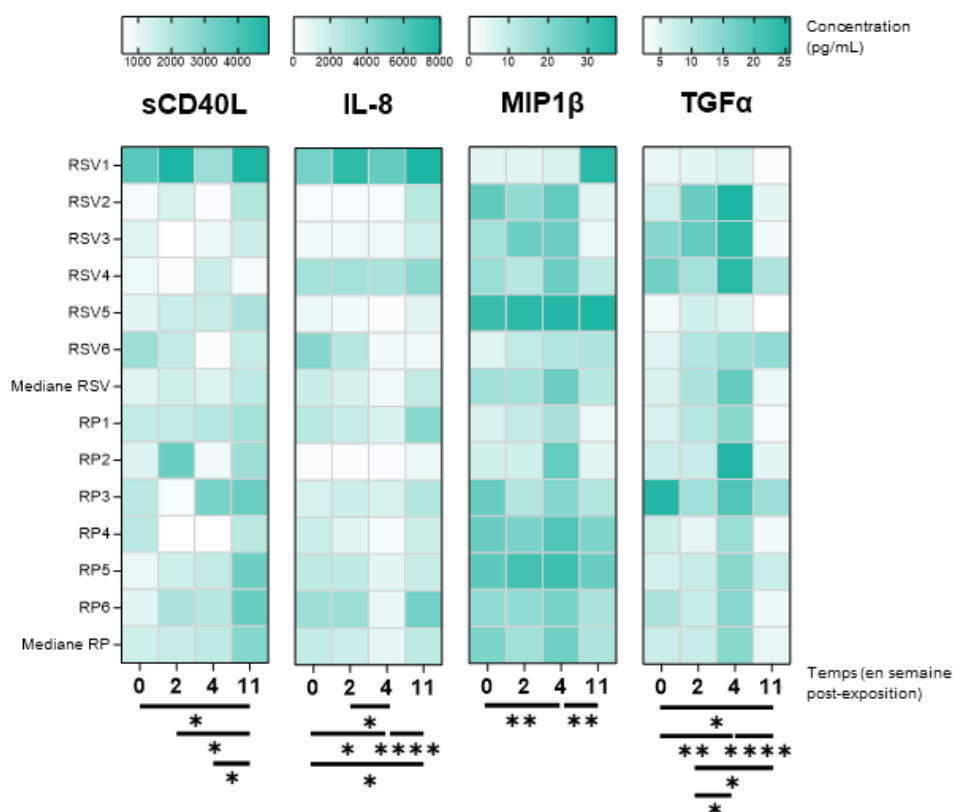 Concentration
(pg/mL)
1000 2000 3000 4000
0 2000 4000 6000 8000
0 10 20 30
5 10 15 20 25
sCD40L IL-8 MIP1β TGFα
RSV1
RSV2
RSV3
RSV4
RSV5
RSV6
Mediane RSV
RP1
RP2
RP3
RP4
RP5
RP6
Mediane RP
0 2 4 11 0 2 4 11 0 2 4 11 0 2 4 11
Temps (en semaine
post-exposition)
* * ** ** *
* * **** ** ****
* * *
*